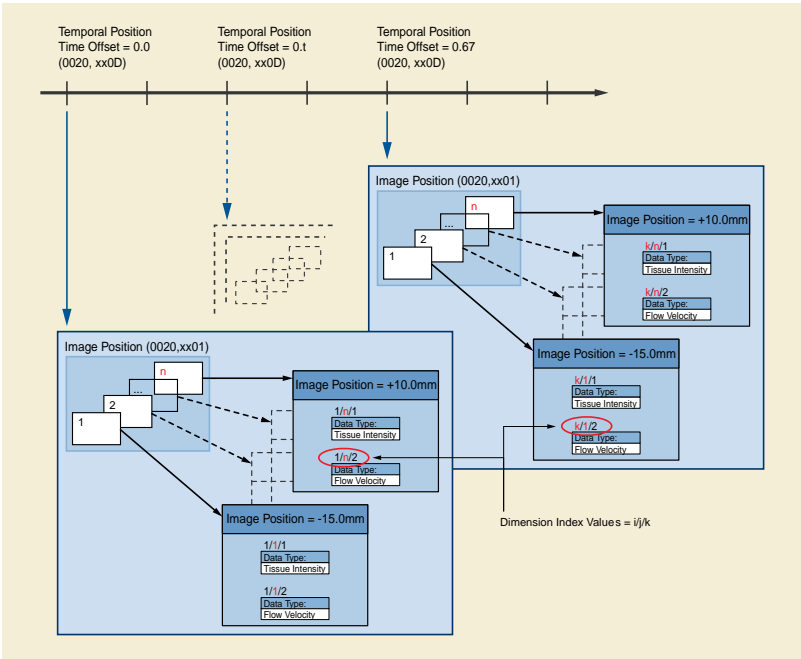 Temporal Position
Time Offset = 0.0
(0020, xx0D)
Temporal Position
Time Offset = 0.t
(0020, xx0D)
Temporal Position
Time Offset = 0.67
(0020, xx0D)
Image Position (0020,xx01)
n
...
2
1
Image Position = +10.0mm
k/n/1
Data Type:
Tissue Intensity
k/n/2
Data Type:
Flow Velocity
Image Position = -15.0mm
k/1/1
Data Type:
Tissue Intensity
k/1/2
Data Type:
Flow Velocity
Image Position (0020,xx01)
n
...
2
1
Image Position = +10.0mm
1/n/1
Data Type:
Tissue Intensity
1/n/2
Data Type:
Flow Velocity
Image Position = -15.0mm
1/1/1
Data Type:
Tissue Intensity
1/1/2
Data Type:
Flow Velocity
Dimension Index Values = i/j/k